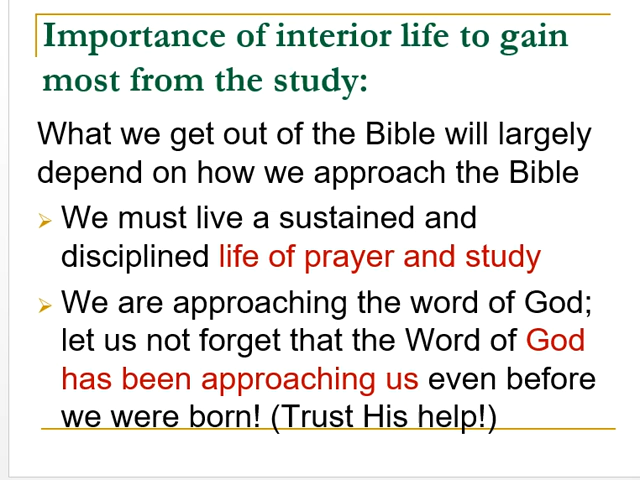 Importance of interior life to gain
most from the study:
What we get out of the Bible will largely
depend on how we approach the Bible
We must live a sustained and
disciplined life of prayer and study
We are approaching the word of God;
let us not forget that the Word of God
has been approaching us even before
we were born! (Trust His help!)